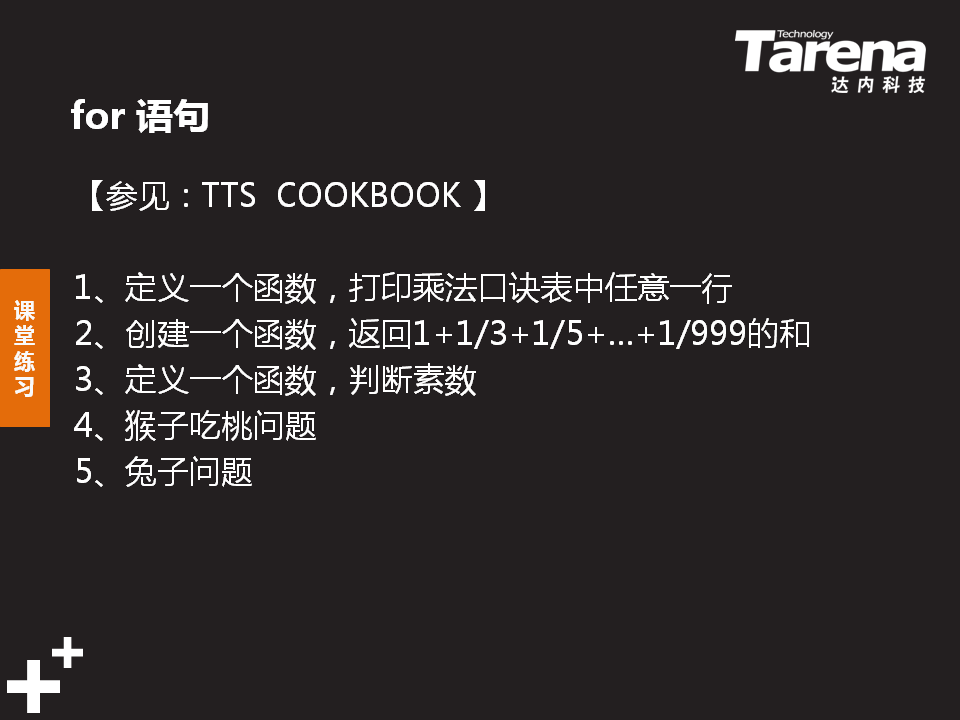 Technology
Tarena
达内科技
for 语句
【参见：TTS COOKBOOK 】
课堂练习
1、定义一个函数，打印乘法口诀表中任意一行
2、创建一个函数，返回1+1/3+1/5+...+1/999的和
3、定义一个函数，判断素数
4、猴子吃桃问题
5、兔子问题